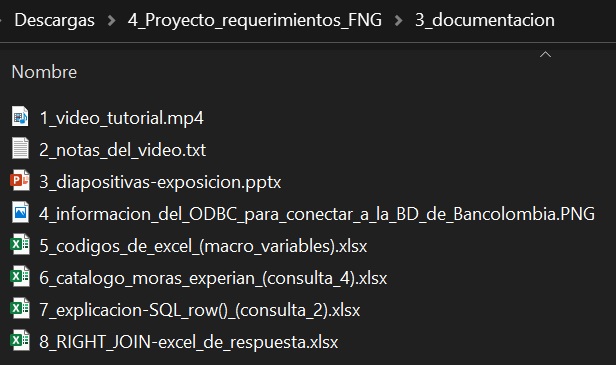 Descargas > 4_Proyecto_requerimientos_FNG > 3_documentacion
Nombre
1_video_tutorial.mp4
2_notas_del_video.txt
3_diapositivas-exposicion.pptx
4_informacion_del_ODBC_para_conectar_a_la_BD_de_Bancolombia.PNG
5_codigos_de_excel_(macro_variables).xlsx
6_catalogo_moras_experian_(consulta_4).xlsx
7_explicacion-SQL_row()_(consulta_2).xlsx
8_RIGHT_JOIN-excel_de_respuesta.xlsx